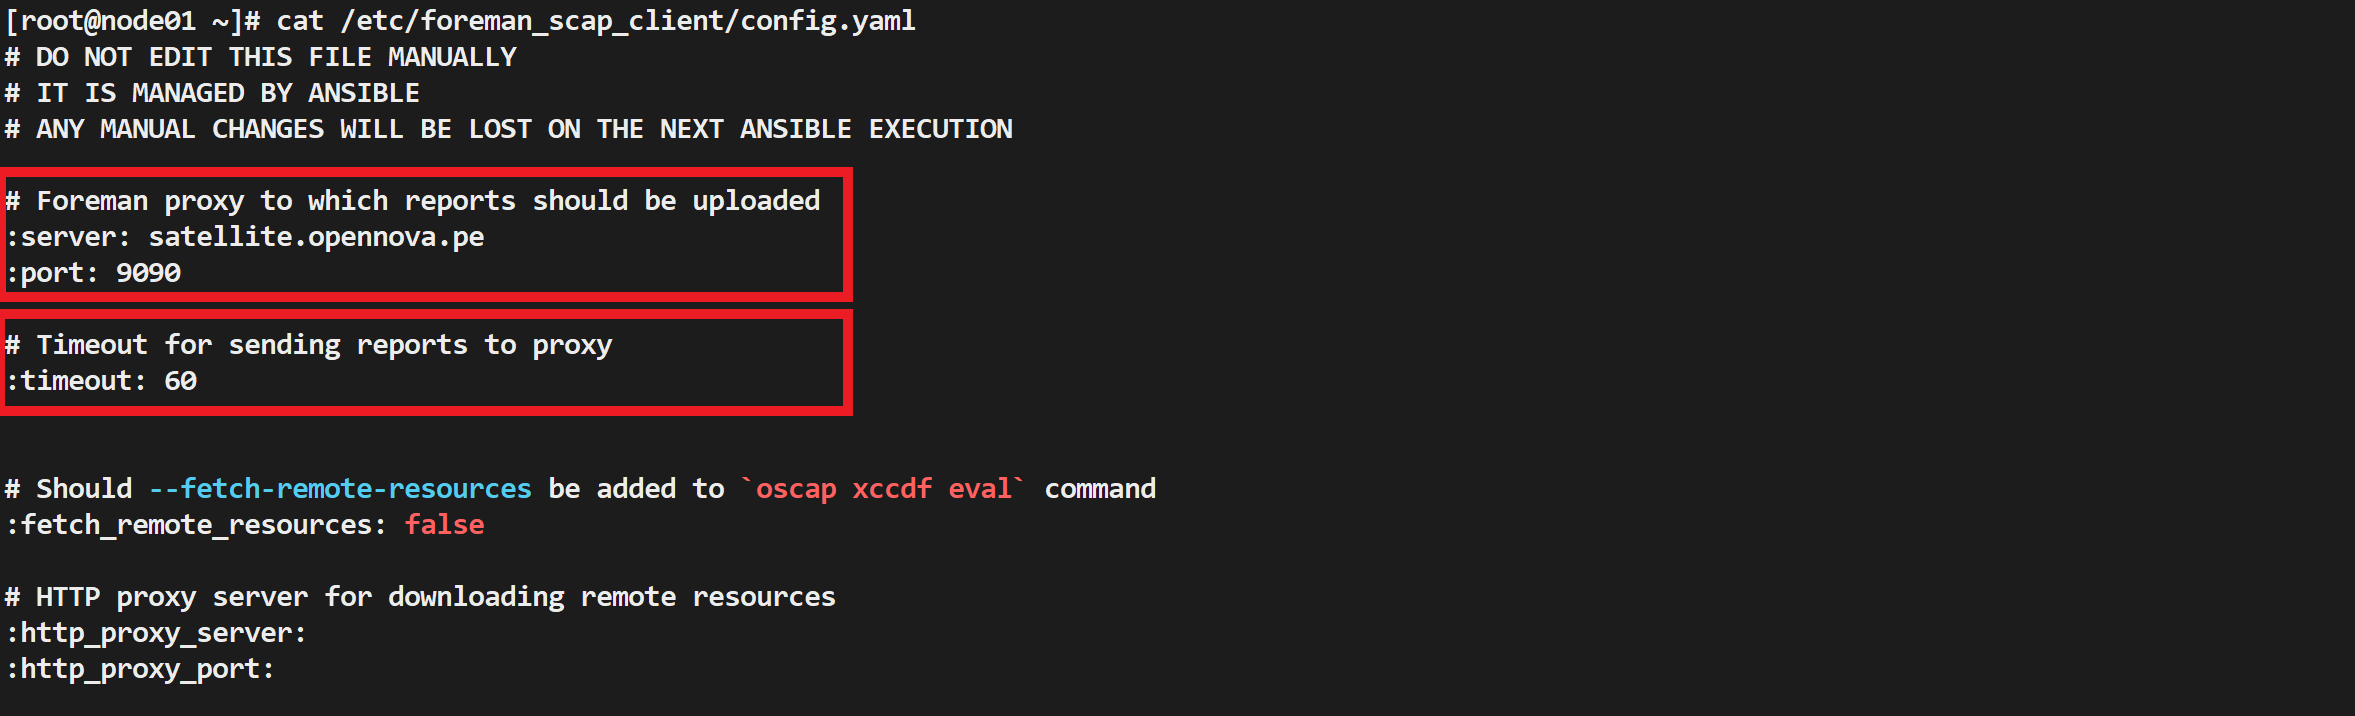 [root@node01 ~]# cat /etc/foreman_scap_client/config.yaml
# DO NOT EDIT THIS FILE MANUALLY
# IT IS MANAGED BY ANSIBLE
# ANY MANUAL CHANGES WILL BE LOST ON THE NEXT ANSIBLE EXECUTION
# Foreman proxy to which reports should be uploaded
:server: satellite.opennova.pe
:port: 9090
# Timeout for sending reports to proxy
:timeout: 60
# Should --fetch-remote-resources be added to `oscap xccdf eval` command
:fetch_remote_resources: false
# HTTP proxy server for downloading remote resources
:http_proxy_server:
:http_proxy_port: